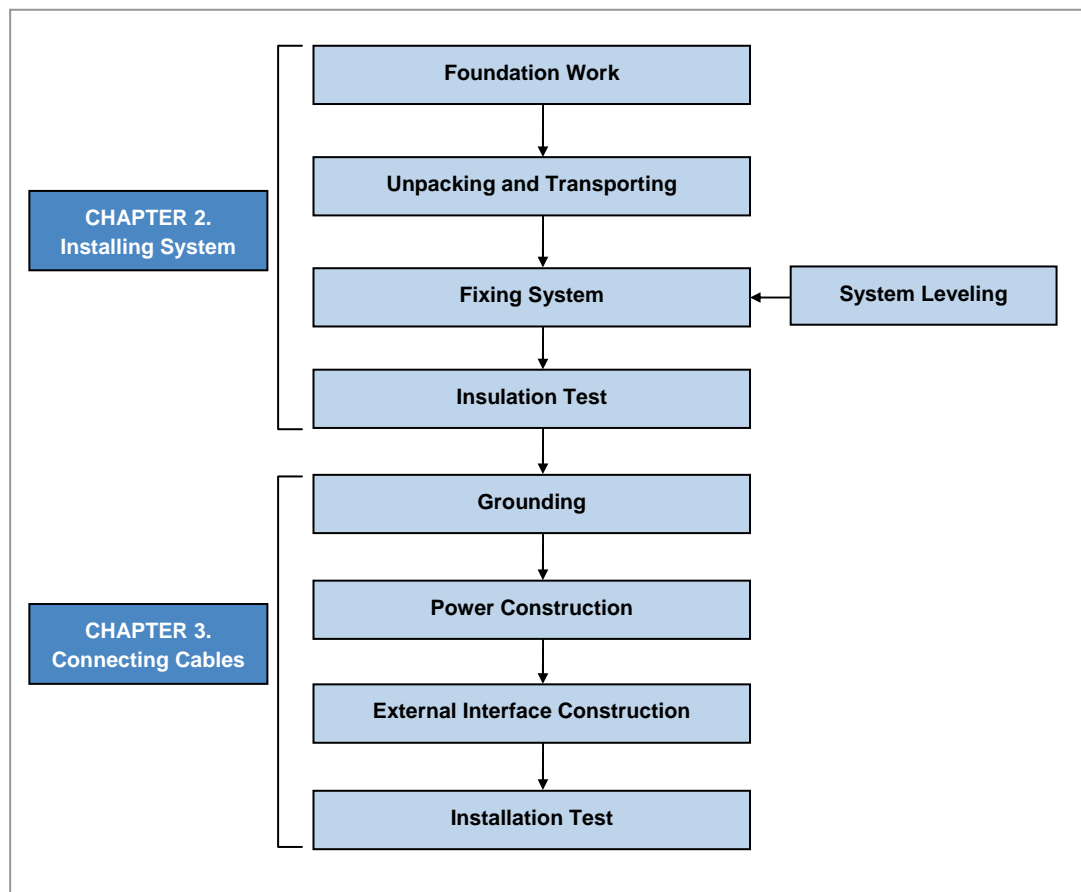 Foundation Work
Unpacking and Transporting
CHAPTER 2.
Installing System
Fixing System
System Leveling
Insulation Test
Grounding
Power Construction
CHAPTER 3.
Connecting Cables
External Interface Construction
Installation Test